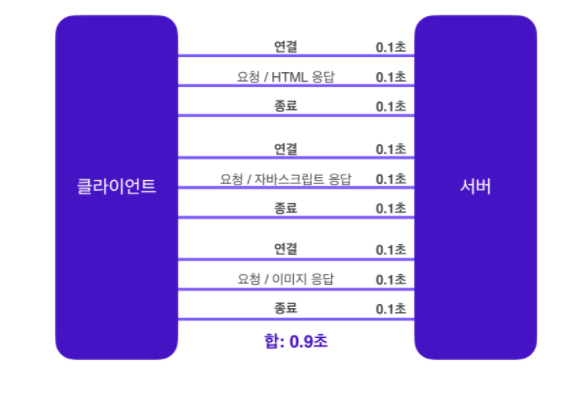 클라이언트
연결 0.1초
요청 / HTML 응답 0.1초
종료 0.1초
연결 0.1초
요청 / 자바스크립트 응답 0.1초
종료 0.1초
연결 0.1초
요청 / 이미지 응답 0.1초
종료 0.1초
합: 0.9초
서버